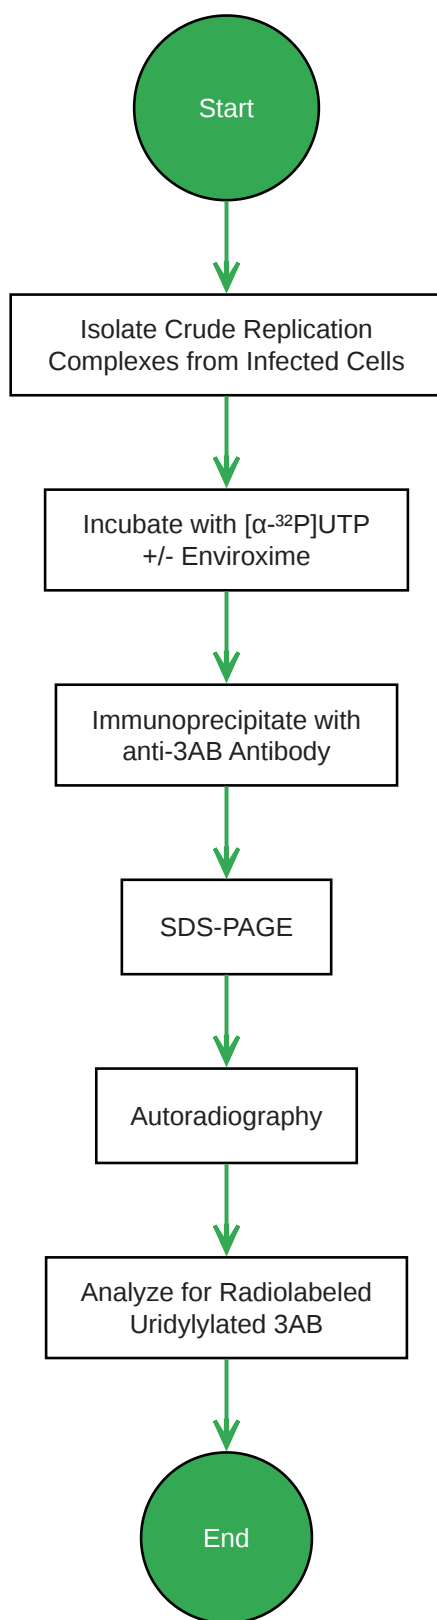 Start
Isolate Crude Replication
Complexes from Infected Cells
Incubate with [α-³²P]UTP
+/- Enviroxime
Immunoprecipitate with
anti-3AB Antibody
SDS-PAGE
Autoradiography
Analyze for Radiolabeled
Uridylylated 3AB
End